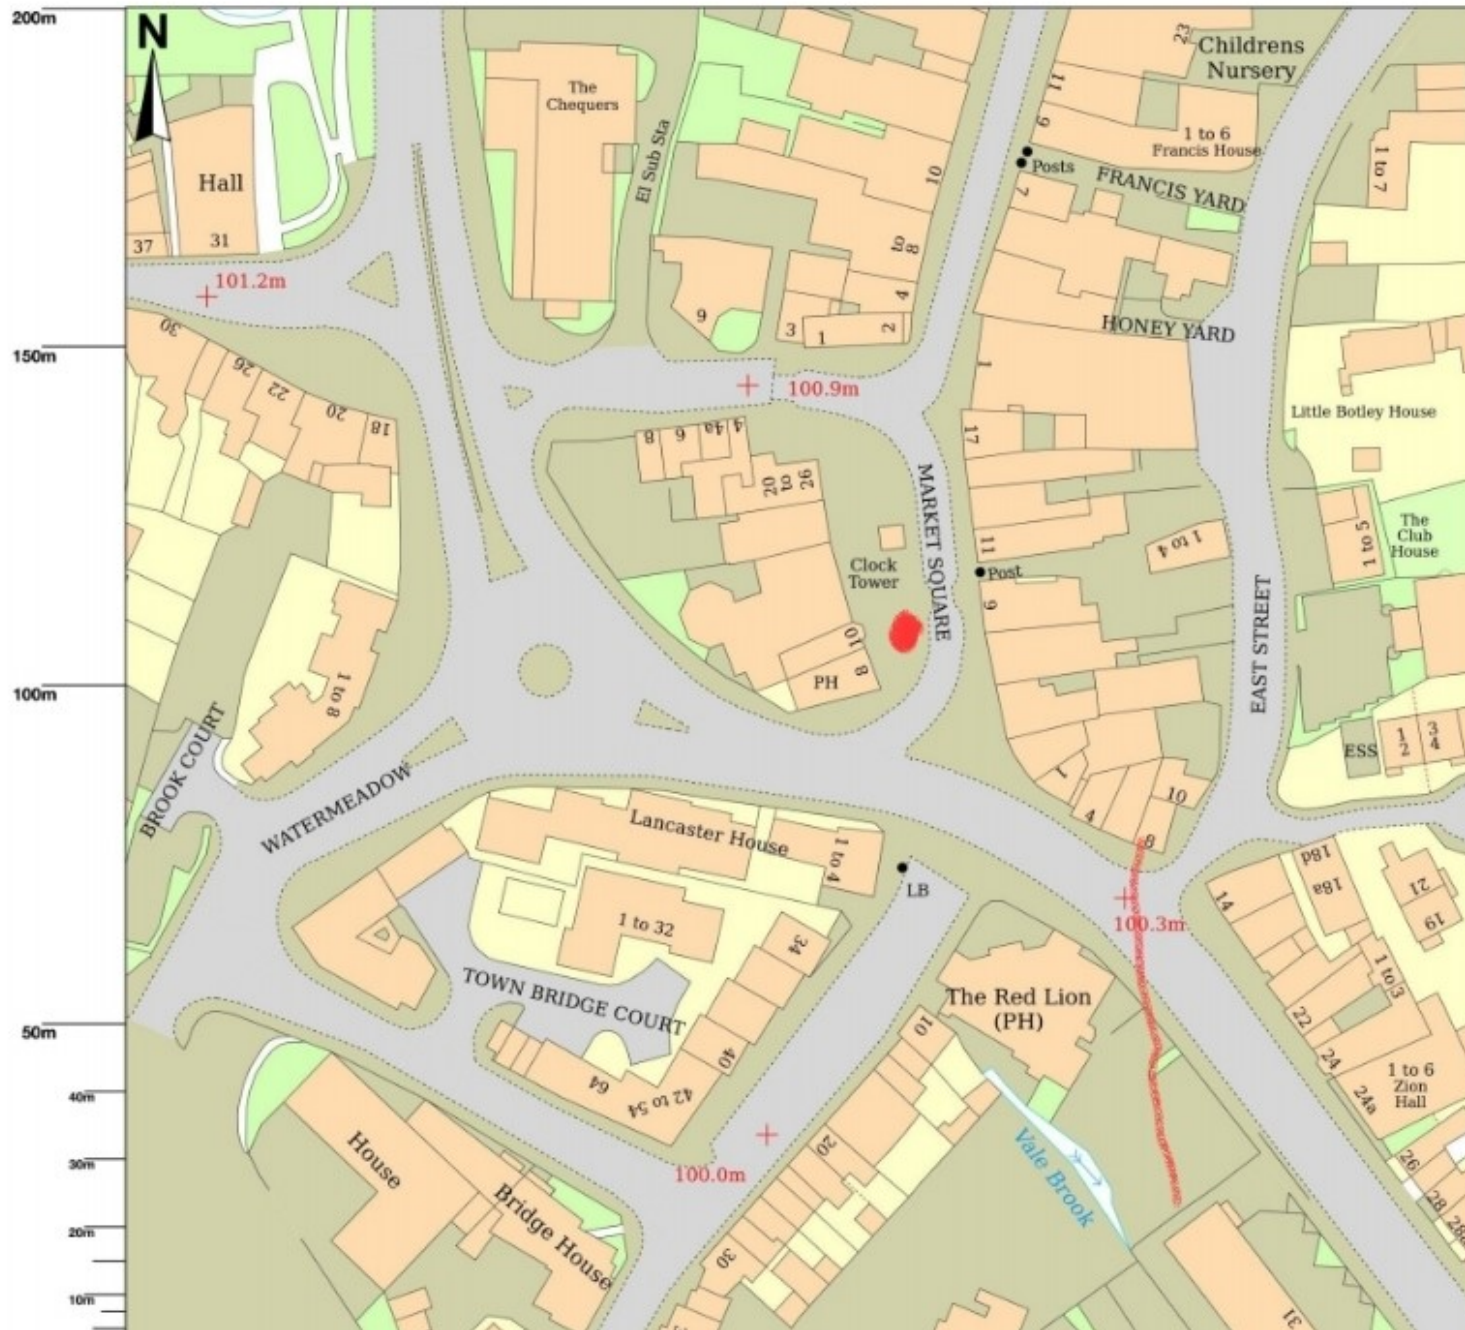 200m
N
23
Childrens
Nursery
The
Chequers
11
9
1 to 6
Francis House
El Sub Sta
Posts
1 to 7
Hall
10
7
FRANCIS YARD
37
31
to
8
101.2m
4
30
9
3
1
2
HONEY YARD
150m
26
1
22
100.9m
20
18
Little Botley House
8
6
4a
4
17
MARKET SQUARE
20
to
26
11
1 to 4
1 to 5
The
Club
House
Clock
Tower
Post
9
EAST STREET
1 to 8
10
8
PH
100m
BROOK COURT
ESS
1
2
3
4
WATERMEADOW
1
4
10
8
Lancaster House
1 to 4
LB
18d
18a
21
19
14
1 to 32
34
100.3m
TOWN BRIDGE COURT
The Red Lion
(PH)
1 to 3
50m
10
22
40
24
64
42 to 54
1 to 6
Zion
Hall
24a
40m
House
20
Vale Brook
100.0m
30m
26
28
28a
20m
Bridge House
30
10m
31